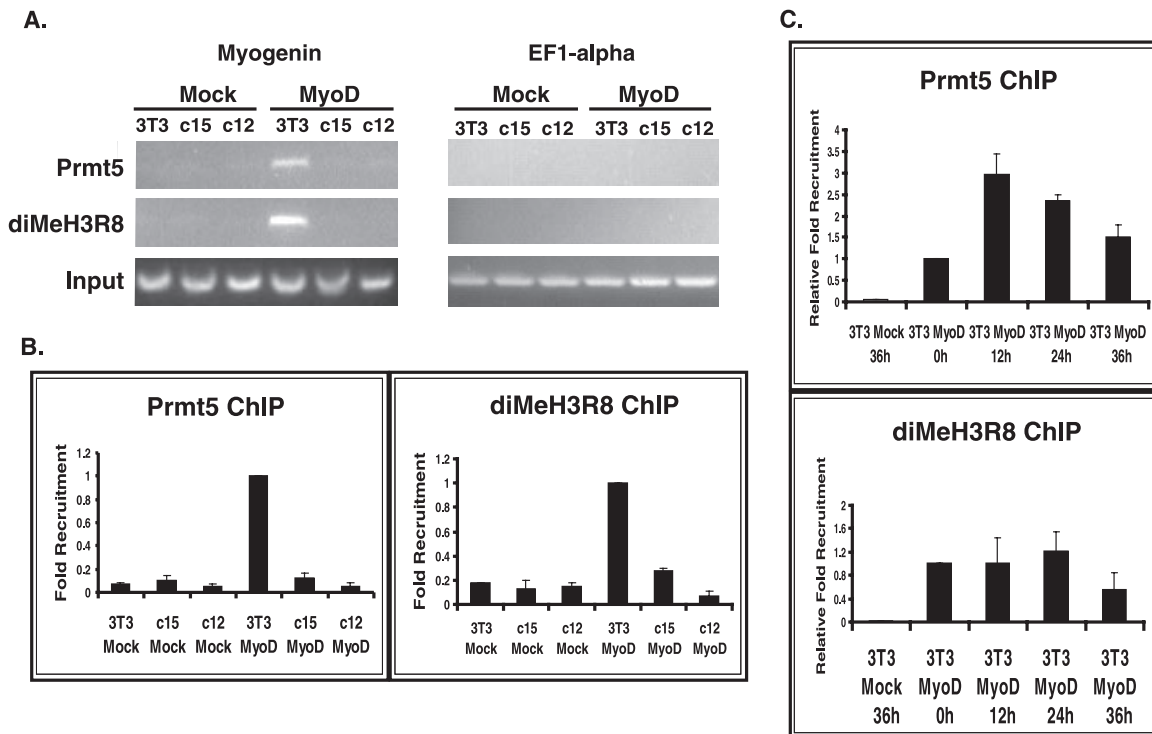 A.
Myogenin
EF1-alpha
Mock MyoD
Mock MyoD
3T3 c15 c12 3T3 c15 c12
3T3 c15 c12 3T3 c15 c12
Prmt5
diMeH3R8
Input
B.
Prmt5 ChIP
Fold Recruitment
1.2
1
0.8
0.6
0.4
0.2
0
3T3 c15 c12 3T3 c15 c12
Mock Mock Mock MyoD MyoD MyoD
diMeH3R8 ChIP
Fold Recruitment
1.2
1
0.8
0.6
0.4
0.2
0
3T3 c15 c12 3T3 c15 c12
Mock Mock Mock MyoD MyoD MyoD
C.
Prmt5 ChIP
Relative Fold Recruitment
4
3.5
3
2.5
2
1.5
1
0.5
0
3T3 Mock 3T3 MyoD 3T3 MyoD 3T3 MyoD 3T3 MyoD
36h 0h 12h 24h 36h
diMeH3R8 ChIP
Relative Fold Recruitment
2
1.6
1.2
0.8
0.4
0
3T3 3T3 3T3 3T3 3T3
Mock MyoD MyoD MyoD MyoD
36h 0h 12h 24h 36h